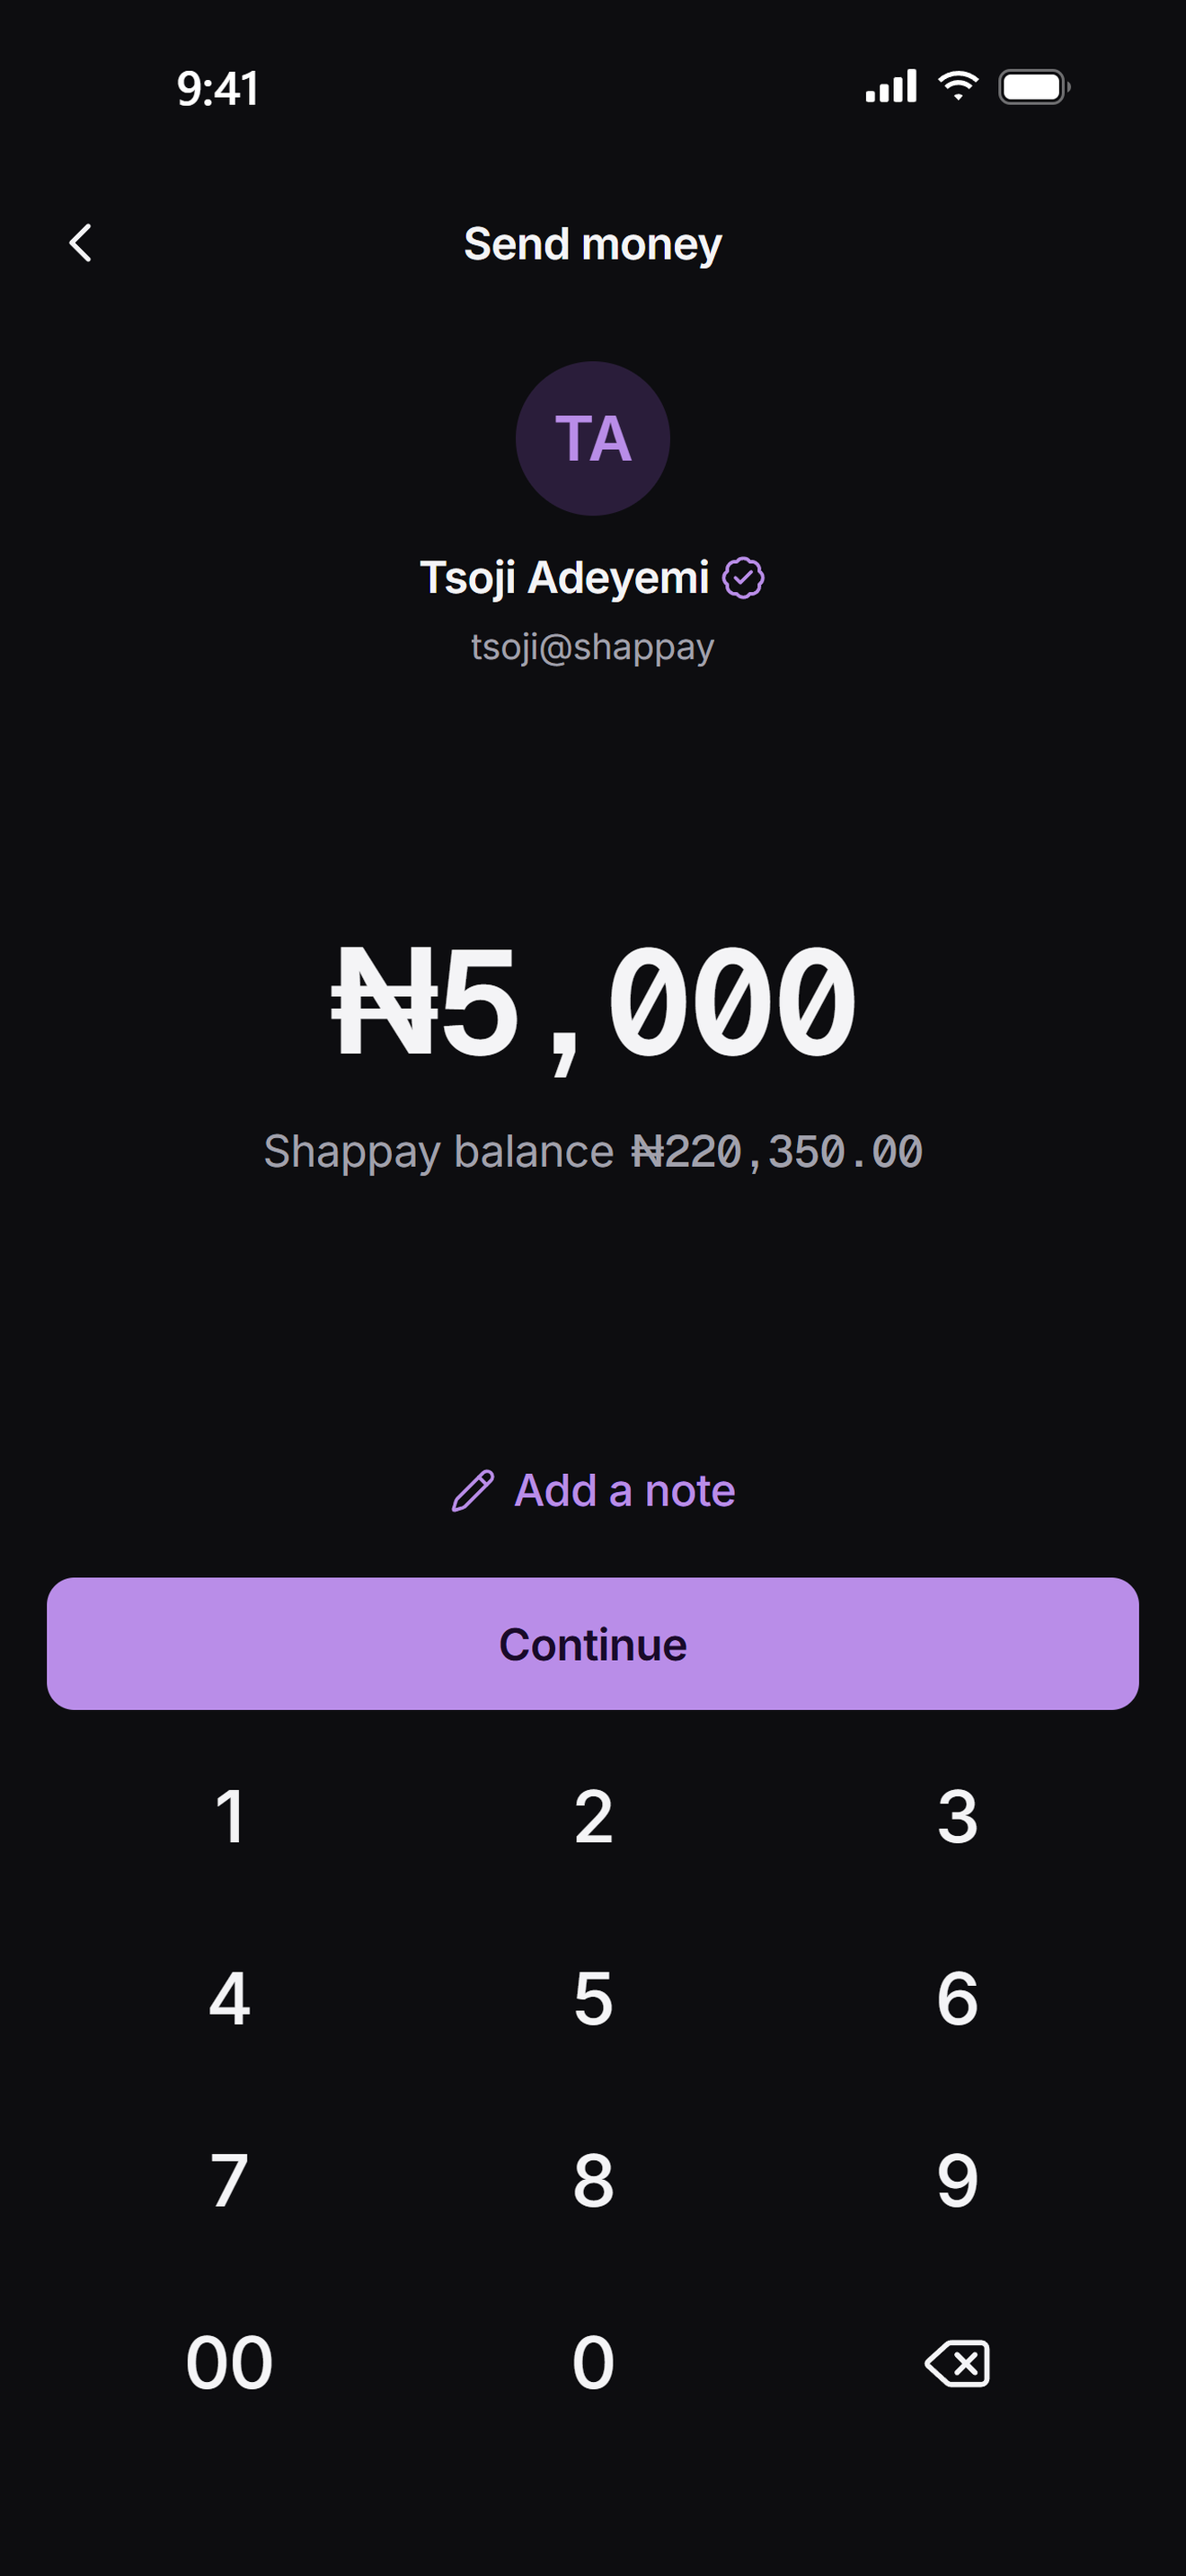 9:41
Send money
TA
Tsoji Adeyemi
tsoji@shappay
₦5,000
Shappay balance ₦220,350.00
Add a note
Continue
1 2 3
4 5 6
7 8 9
00 0